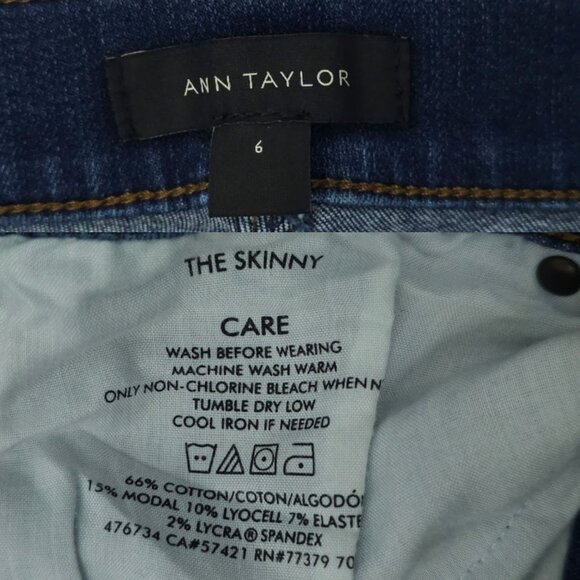 ANN TAYLOR
6
THE SKINNY
CARE
WASH BEFORE WEARING
MACHINE WASH WARM
ONLY NON-CHLORINE BLEACH WHEN N
TUMBLE DRY LOW
COOL IRON IF NEEDED
66% COTTON/COTON/ALGODÓ
15% MODAL 10% LYOCELL 7% ELASTE
2% LYCRA® SPANDEX
476734 CA#57421 RN#77379 70